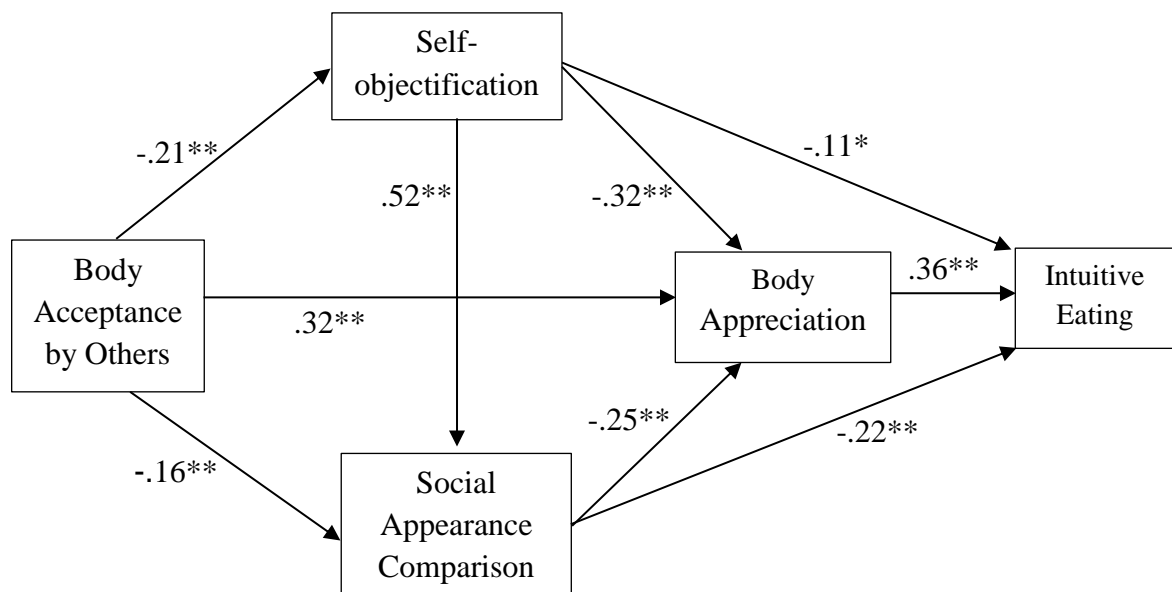 Self-
objectification
-.21**
-.11*
.52**
-.32**
Body
Acceptance
by Others
.32**
Body
Appreciation
.36**
Intuitive
Eating
-.25**
-.22**
-.16**
Social
Appearance
Comparison